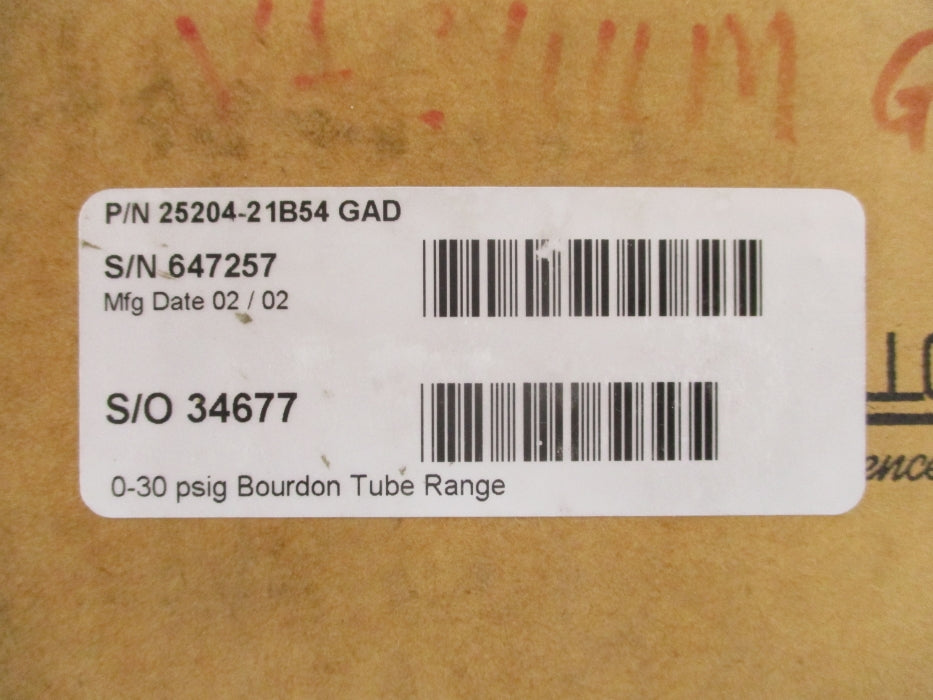 P/N 25204-21B54 GAD
S/N 647257
Mfg Date 02 / 02
S/O 34677
0-30 psig Bourdon Tube Range